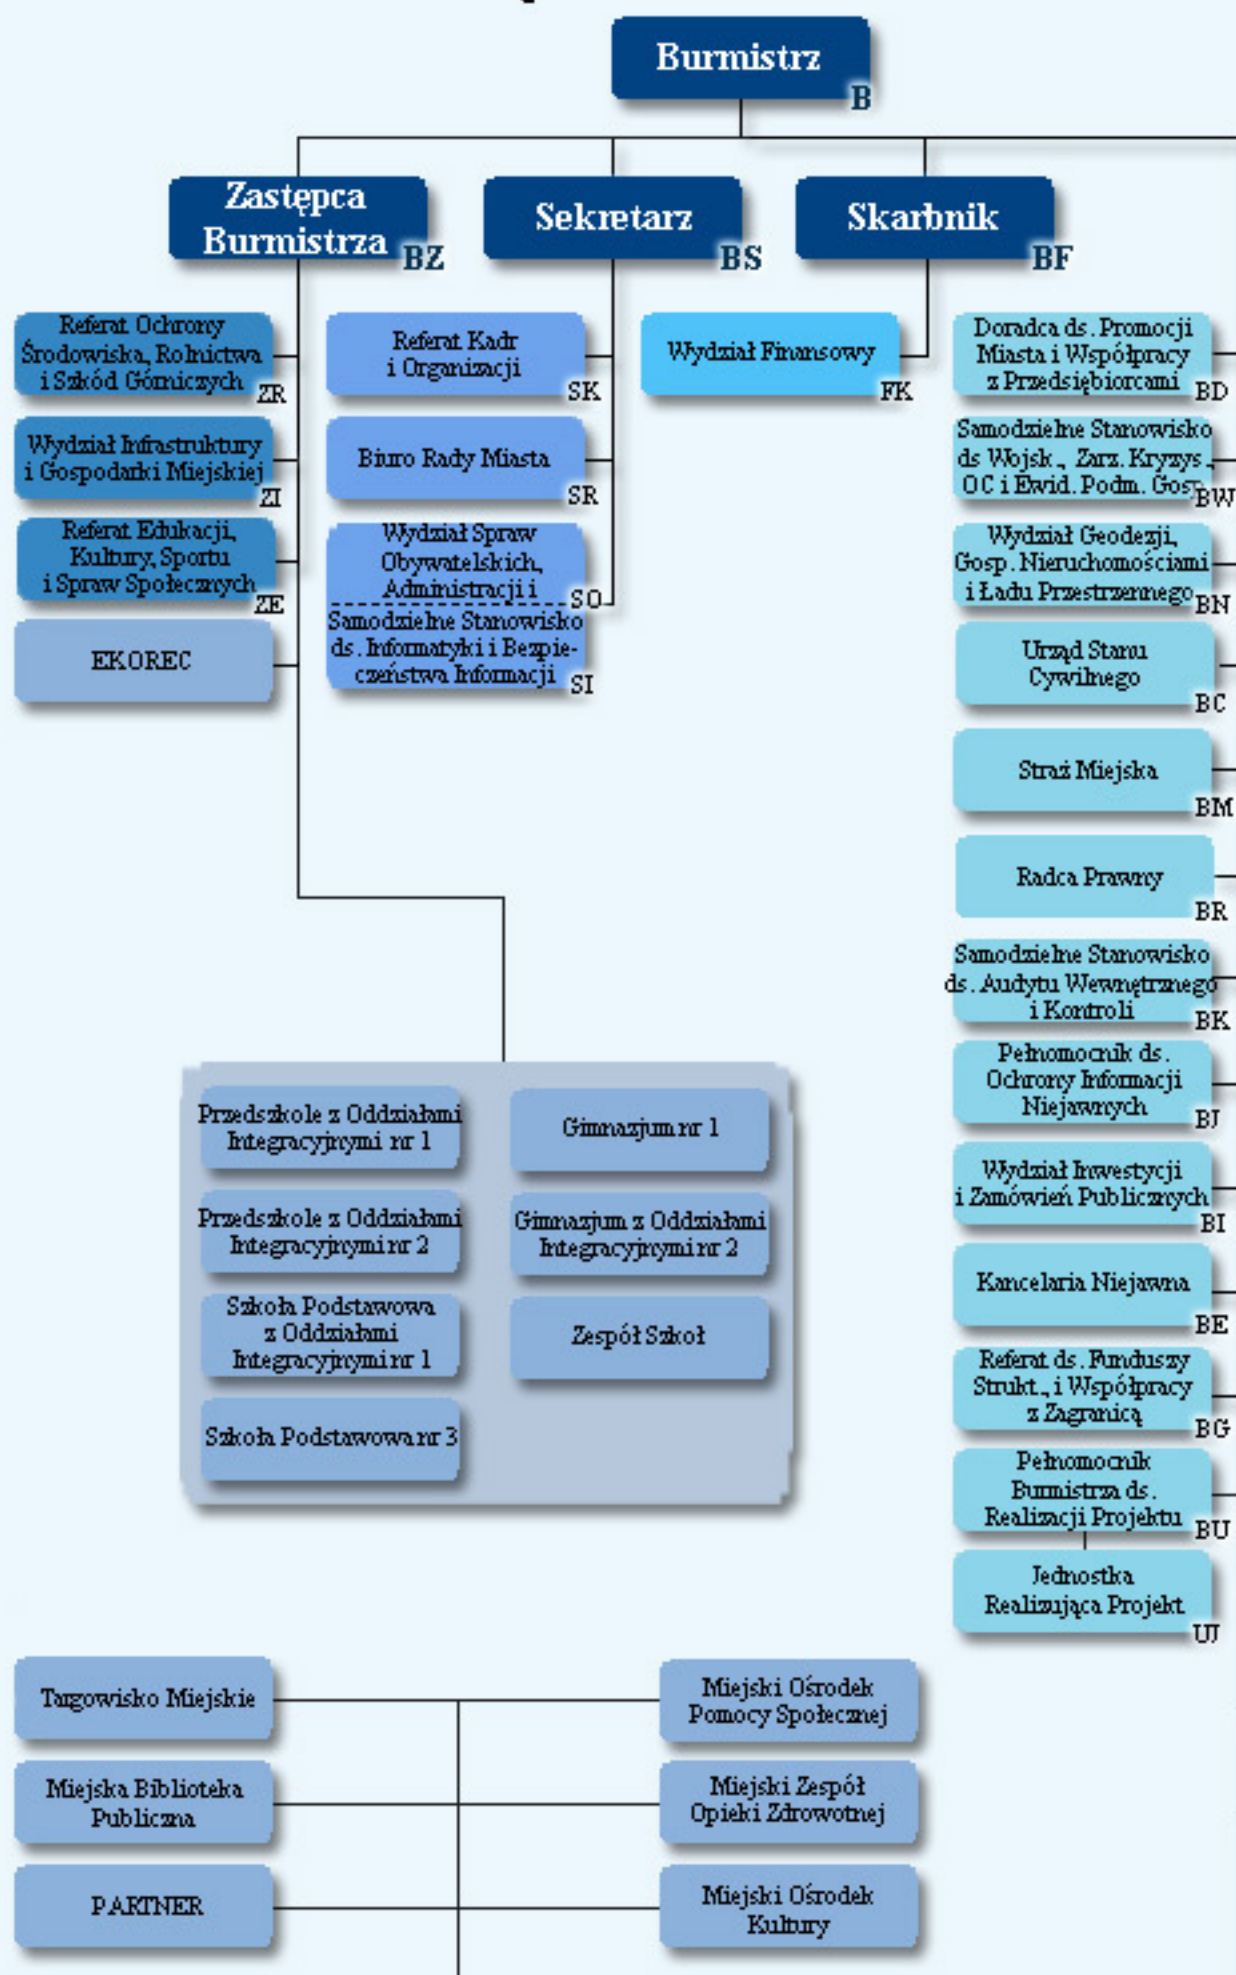 Burmistrz
B
Zastępca
Burmistrza
BZ
Sekretarz
BS
Skarbnik
BF
Referat Ochrony
Środowiska, Rolnictwa
i Szkód Górniczych
ZR
Wydział Infrastruktury
i Gospodarki Miejskiej
ZI
Referat Edukacji,
Kultury, Sportu
i Spraw Społecznych
ZE
EKOREC
Referat Kadr
i Organizacji
SK
Biuro Rady Miasta
SR
Wydział Spraw
Obywatelskich,
Administracji i
SO
Samodzielne Stanowisko
ds. Informatyki i Bezpie-
czeństwa Informacji
SI
Wydział Finansowy
FK
Doradca ds. Promocji
Miasta i Współpracy
z Przedsiębiorcami
BD
Samodzielne Stanowisko
ds Wojsk., Zarz. Kryzys.,
OC i Ewid. Podm. Gosp.
BW
Wydział Geodezji,
Gosp. Nieruchomościami
i Ładu Przestrzennego
BN
Urząd Stanu
Cywilnego
BC
Straż Miejska
BM
Radca Prawny
BR
Samodzielne Stanowisko
ds. Audytu Wewnętrznego
i Kontroli
BK
Pełnomocnik ds.
Ochrony Informacji
Niejawnych
BJ
Wydział Inwestycji
i Zamówień Publicznych
BI
Kancelaria Niejawna
BE
Referat ds. Funduszy
Strukt., i Współpracy
z Zagranicą
BG
Pełnomocnik
Burmistrza ds.
Realizacji Projektu
BU
Jednostka
Realizująca Projekt
UJ
Przedszkole z Oddziałami
Integracyjnymi nr 1
Przedszkole z Oddziałami
Integracyjnymi nr 2
Szkoła Podstawowa
z Oddziałami
Integracyjnymi nr 1
Szkoła Podstawowa nr 3
Gimnazjum nr 1
Gimnazjum z Oddziałami
Integracyjnymi nr 2
Zespół Szkoł
Targowisko Miejskie
Miejska Biblioteka
Publiczna
PARTNER
Miejski Ośrodek
Pomocy Społecznej
Miejski Zespół
Opieki Zdrowotnej
Miejski Ośrodek
Kultury